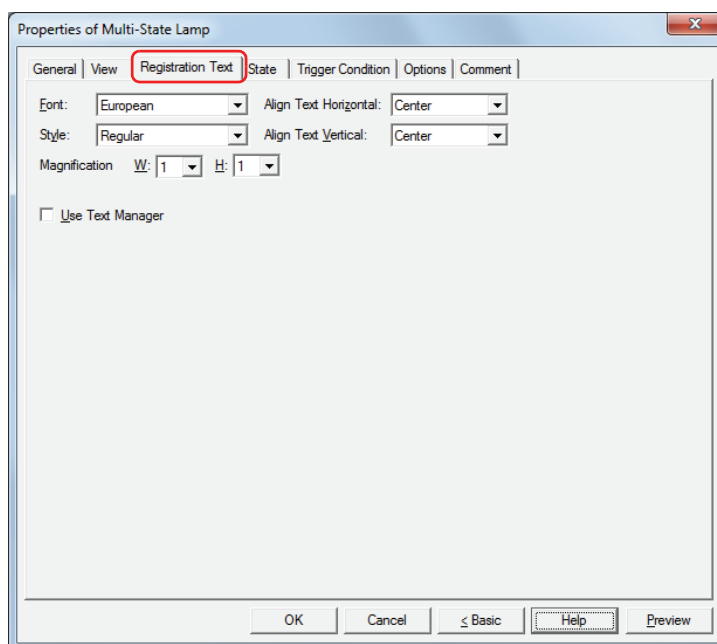 Properties of Multi-State Lamp
General View Registration Text State Trigger Condition Options Comment
Font: European Align Text Horizontal: Center
Style: Regular Align Text Vertical: Center
Magnification W: 1 H: 1
Use Text Manager
OK Cancel < Basic Help Preview